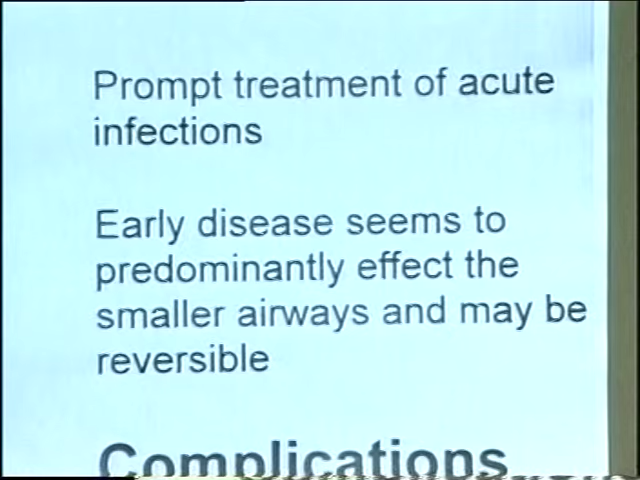 Prompt treatment of acute
infections
Early disease seems to
predominantly effect the
smaller airways and may be
reversible
Complications